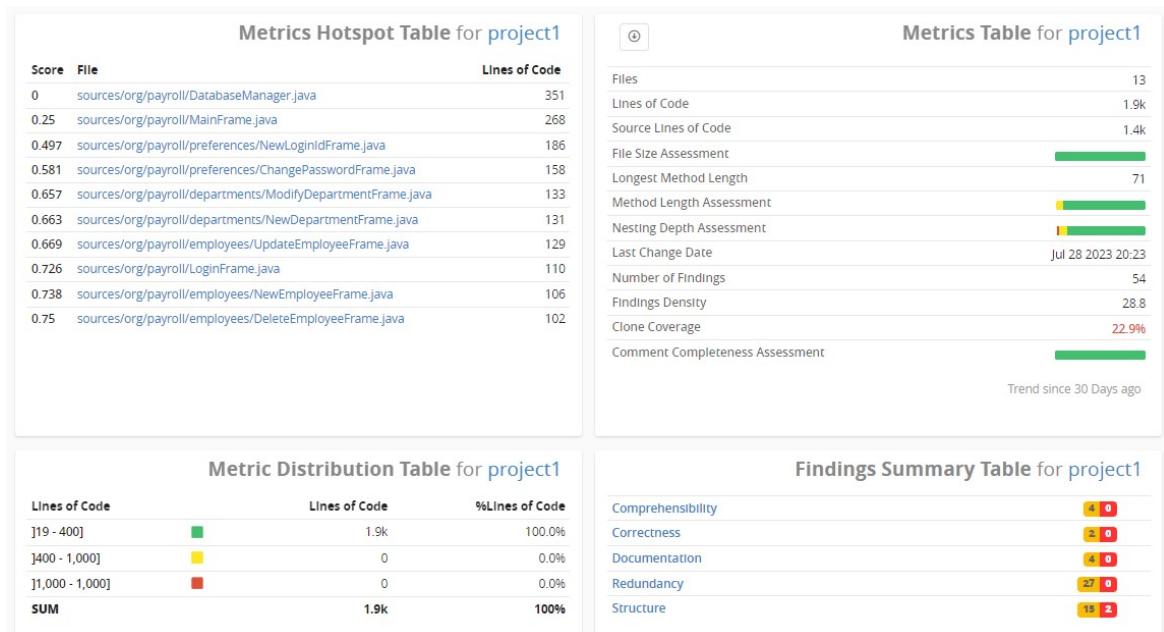 Metrics Hotspot Table for project1
Score File Lines of Code
0 sources/org/payroll/DatabaseManager.java 351
0.25 sources/org/payroll/MainFrame.java 268
0.497 sources/org/payroll/preferences/NewLoginIdFrame.java 186
0.581 sources/org/payroll/preferences/ChangePasswordFrame.java 158
0.657 sources/org/payroll/departments/ModifyDepartmentFrame.java 133
0.663 sources/org/payroll/departments/NewDepartmentFrame.java 131
0.669 sources/org/payroll/employees/UpdateEmployeeFrame.java 129
0.726 sources/org/payroll/LoginFrame.java 110
0.738 sources/org/payroll/employees/NewEmployeeFrame.java 106
0.75 sources/org/payroll/employees/DeleteEmployeeFrame.java 102
Metrics Table for project1
Files 13
Lines of Code 1.9k
Source Lines of Code 1.4k
File Size Assessment
Longest Method Length 71
Method Length Assessment
Nesting Depth Assessment
Last Change Date Jul 28 2023 20:23
Number of Findings 54
Findings Density 28.8
Clone Coverage 22.9%
Comment Completeness Assessment
Trend since 30 Days ago
Metric Distribution Table for project1
Lines of Code Lines of Code %Lines of Code
]19 - 400] 1.9k 100.0%
]400 - 1,000] 0 0.0%
]1,000 - 1,000] 0 0.0%
SUM 1.9k 100%
Findings Summary Table for project1
Comprehensibility 4 0
Correctness 2 0
Documentation 4 0
Redundancy 27 0
Structure 15 2